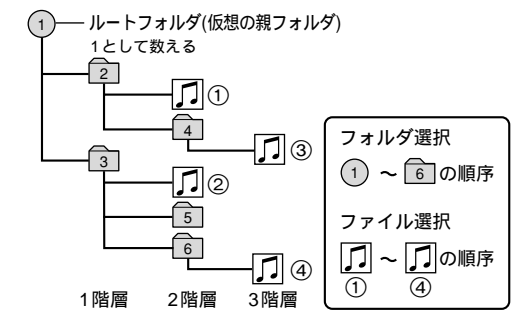 1 ルートフォルダ(仮想の親フォルダ)
1として数える
2
①
4
③
3
②
5
6
④
1階層 2階層 3階層
フォルダ選択
1 ~ 6 の順序
ファイル選択
~ の順序
① ④